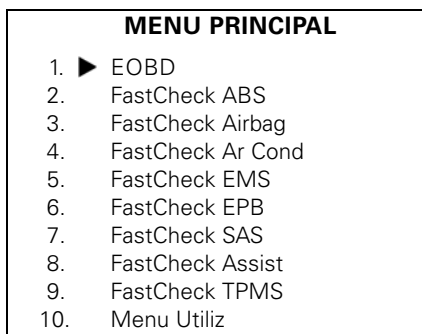 MENU PRINCIPAL
1. ▶ EOBD
2. FastCheck ABS
3. FastCheck Airbag
4. FastCheck Ar Cond
5. FastCheck EMS
6. FastCheck EPB
7. FastCheck SAS
8. FastCheck Assist
9. FastCheck TPMS
10. Menu Utiliz